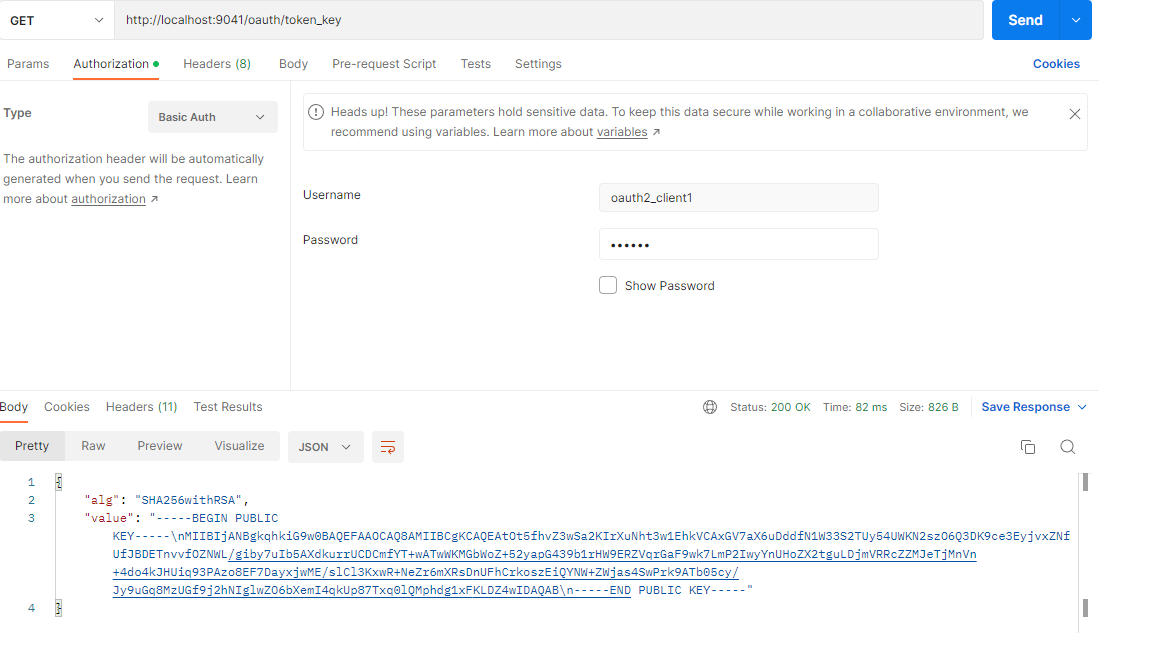 GET http://localhost:9041/oauth/token_key Send
Params Authorization Headers (8) Body Pre-request Script Tests Settings Cookies
Type Basic Auth
The authorization header will be automatically
generated when you send the request. Learn
more about authorization ↗
Heads up! These parameters hold sensitive data. To keep this data secure while working in a collaborative environment, we
recommend using variables. Learn more about variables ↗
Username oauth2_client1
Password ••••••
Show Password
Body Cookies Headers (11) Test Results Status: 200 OK Time: 82 ms Size: 826 B Save Response
Pretty Raw Preview Visualize JSON
1 {
2 "alg": "SHA256withRSA",
3 "value": "-----BEGIN PUBLIC
KEY-----\nMIIBIjANBgkqhkiG9w0BAQEFAAOCAQ8AMIIBCgKCAQEAtOt5fhvZ3wSa2KIrXuNht3w1EhkVCAxGV7aX6uDddfN1W33S2TUy54UWKN2szO6Q3DK9ce3EyjvxZNf
UfJBDETnvvfOZNWL/giby7uIb5AXdkurrUCDCmfYT+wATwWKMGbWoZ+52yapG439b1rHW9ERZVqrGaF9wk7LmP2IwyYnUHoZX2tguLDjmVRRcZZMJeTjMnVn
+4do4kJHUiq93PAzo8EF7DayxjwME/slCl3KxwR+NeZr6mXRsDnUFhCrkoszEiQYNW+ZWjas4SwPrk9ATb05cy/
Jy9uGq8MzUGf9j2hNIglwZO6bXemI4qkUp87Txq0lQMphdg1xFKLDZ4wIDAQAB\n-----END PUBLIC KEY-----"
4 }